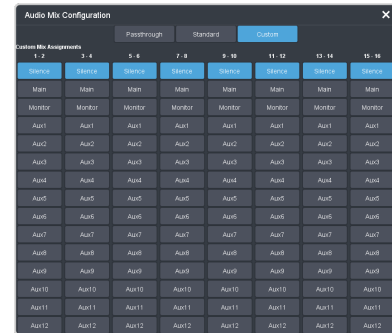 Audio Mix Configuration X
Passthrough Standard Custom
Custom Mix Assignments
1 - 2 3 - 4 5 - 6 7 - 8 9 - 10 11 - 12 13 - 14 15 - 16
Silence Silence Silence Silence Silence Silence Silence Silence
Main Main Main Main Main Main Main Main
Monitor Monitor Monitor Monitor Monitor Monitor Monitor Monitor
Aux1 Aux1 Aux1 Aux1 Aux1 Aux1 Aux1 Aux1
Aux2 Aux2 Aux2 Aux2 Aux2 Aux2 Aux2 Aux2
Aux3 Aux3 Aux3 Aux3 Aux3 Aux3 Aux3 Aux3
Aux4 Aux4 Aux4 Aux4 Aux4 Aux4 Aux4 Aux4
Aux5 Aux5 Aux5 Aux5 Aux5 Aux5 Aux5 Aux5
Aux6 Aux6 Aux6 Aux6 Aux6 Aux6 Aux6 Aux6
Aux7 Aux7 Aux7 Aux7 Aux7 Aux7 Aux7 Aux7
Aux8 Aux8 Aux8 Aux8 Aux8 Aux8 Aux8 Aux8
Aux9 Aux9 Aux9 Aux9 Aux9 Aux9 Aux9 Aux9
Aux10 Aux10 Aux10 Aux10 Aux10 Aux10 Aux10 Aux10
Aux11 Aux11 Aux11 Aux11 Aux11 Aux11 Aux11 Aux11
Aux12 Aux12 Aux12 Aux12 Aux12 Aux12 Aux12 Aux12